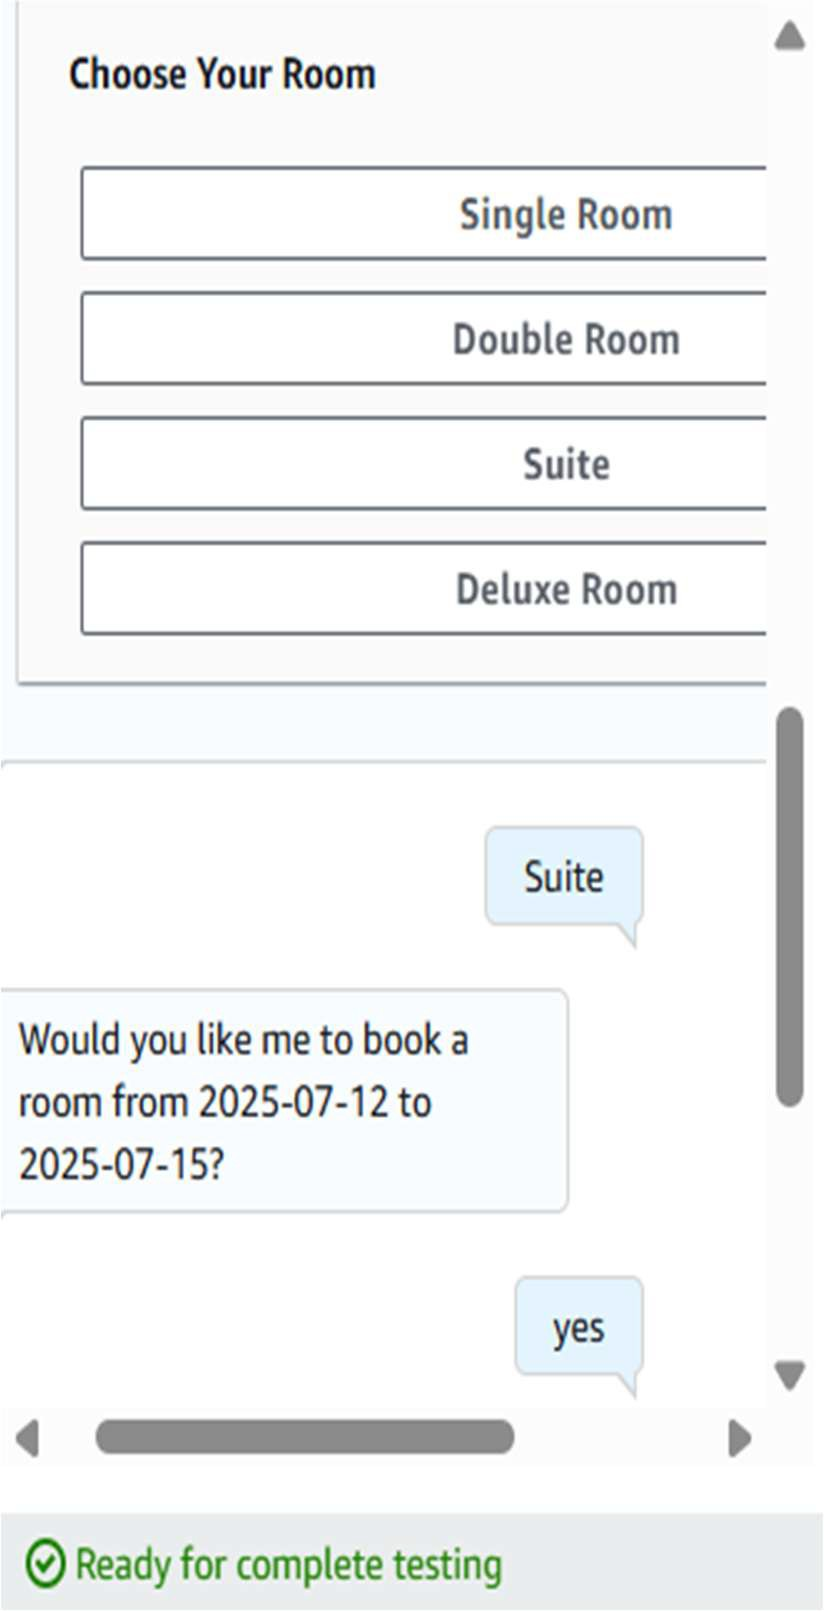 Choose Your Room
Single Room
Double Room
Suite
Deluxe Room
Suite
Would you like me to book a
room from 2025-07-12 to
2025-07-15?
yes
Ready for complete testing